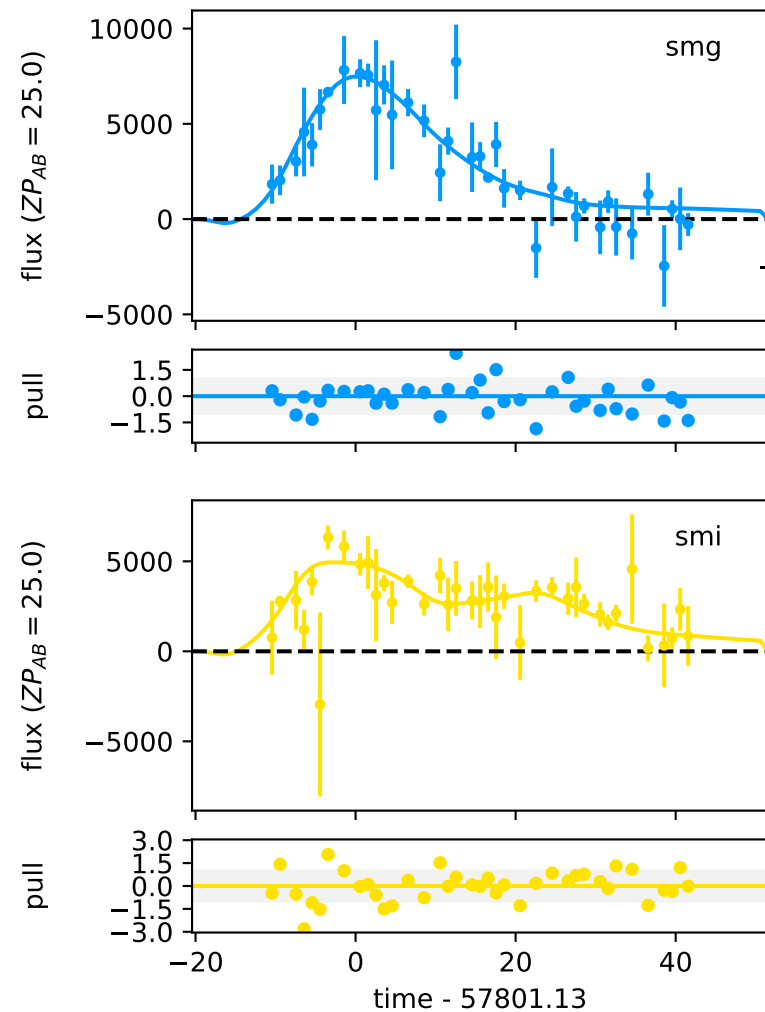 10000
smg
5000
0
−5000
flux (ZP_AB = 25.0)
1.5
0.0
−1.5
pull
smi
5000
0
−5000
flux (ZP_AB = 25.0)
3.0
1.5
0.0
−1.5
−3.0
pull
−20 0 20 40
time - 57801.13